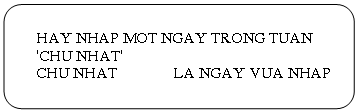 HAY NHAP MOT NGAY TRONG TUAN
'CHU NHAT'
CHU NHAT LA NGAY VUA NHAP